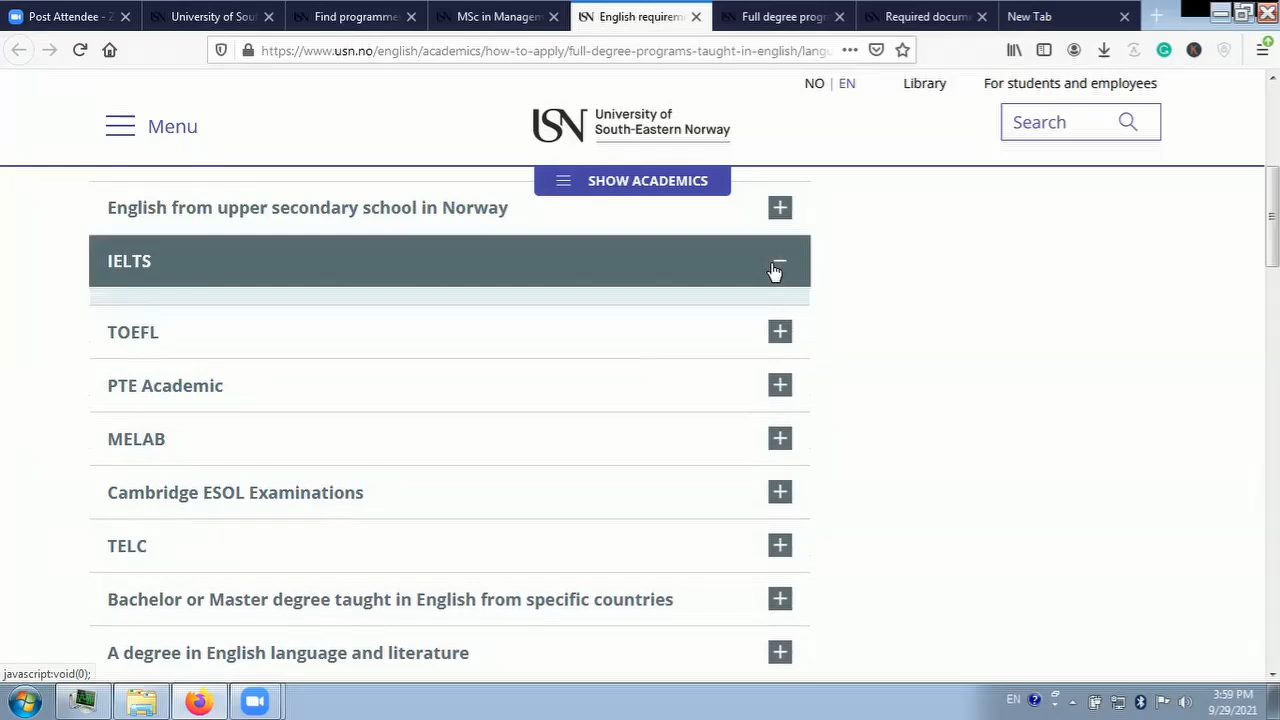 Post Attendee - Z
University of Sou
Find programme
MSc in Managem
English requirem
Full degree prog
Required docum
New Tab
https://www.usn.no/english/academics/how-to-apply/full-degree-programs-taught-in-english/lang
NO | EN
Library
For students and employees
Menu
USN University of
South-Eastern Norway
Search
SHOW ACADEMICS
English from upper secondary school in Norway
IELTS
TOEFL
PTE Academic
MELAB
Cambridge ESOL Examinations
TELC
Bachelor or Master degree taught in English from specific countries
A degree in English language and literature
javascript:void(0);
EN
3:59 PM
9/29/2021